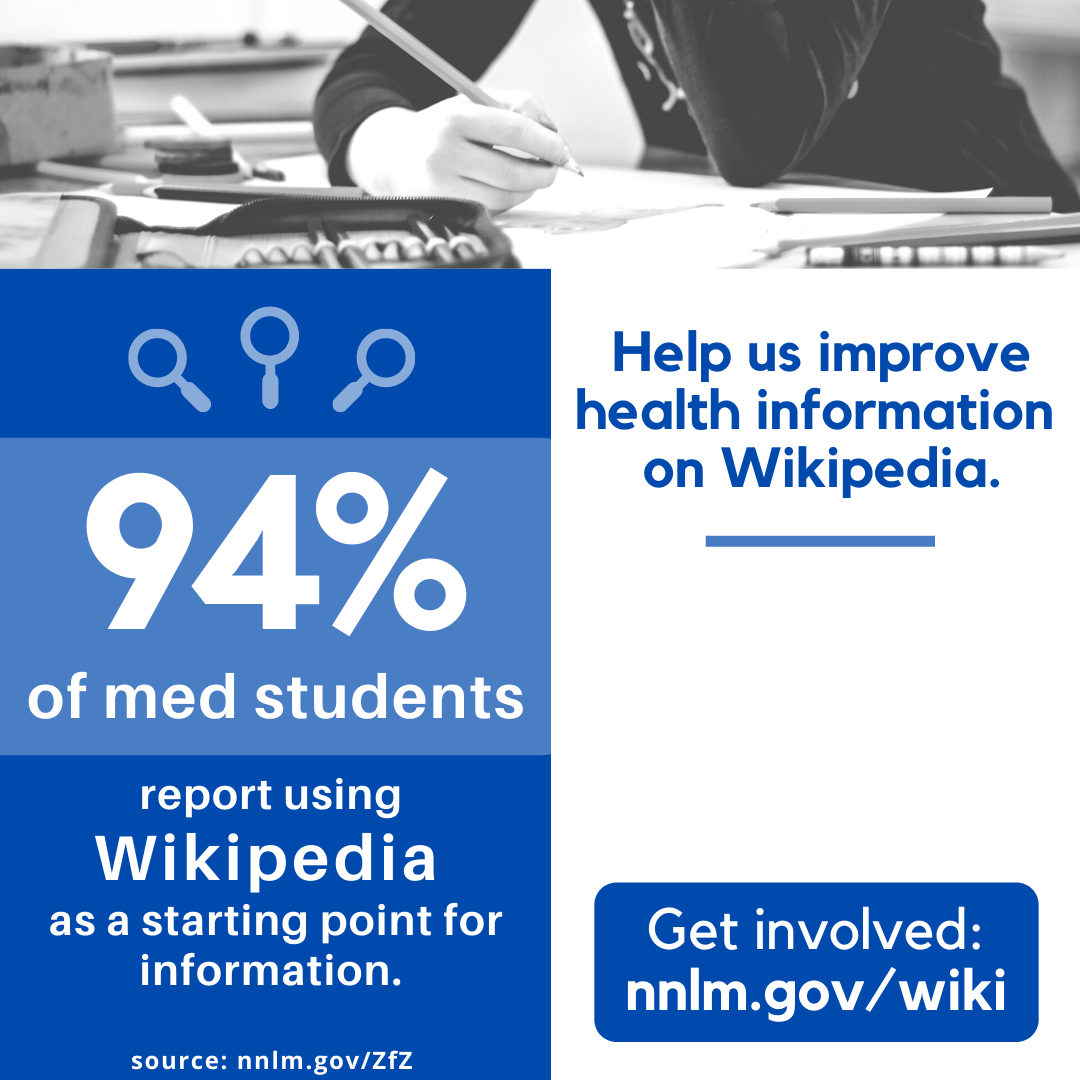 94%
of med students
report using
Wikipedia
as a starting point for
information.
source: nnlm.gov/ZfZ
Help us improve
health information
on Wikipedia.
Get involved:
nnlm.gov/wiki